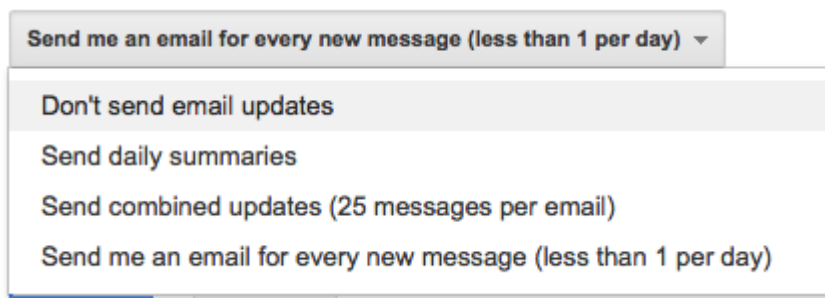 Send me an email for every new message (less than 1 per day)
Don't send email updates
Send daily summaries
Send combined updates (25 messages per email)
Send me an email for every new message (less than 1 per day)